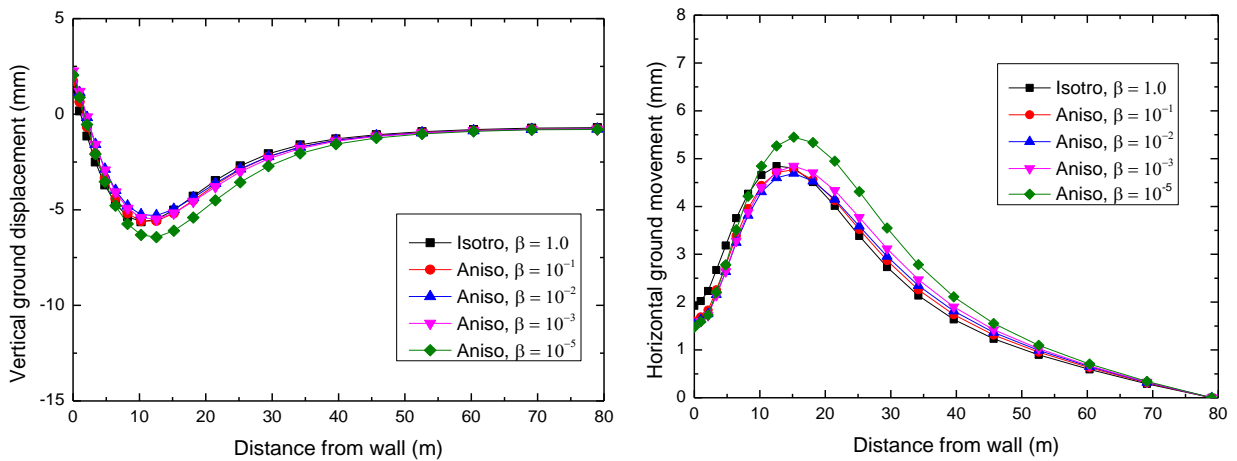 Vertical ground displacement (mm)
5
0
-5
-10
-15
0 10 20 30 40 50 60 70 80
Distance from wall (m)
Isotro, β = 1.0
Aniso, β = 10⁻¹
Aniso, β = 10⁻²
Aniso, β = 10⁻³
Aniso, β = 10⁻⁵
Horizontal ground movement (mm)
8
7
6
5
4
3
2
1
0
0 10 20 30 40 50 60 70 80
Distance from wall (m)
Isotro, β = 1.0
Aniso, β = 10⁻¹
Aniso, β = 10⁻²
Aniso, β = 10⁻³
Aniso, β = 10⁻⁵